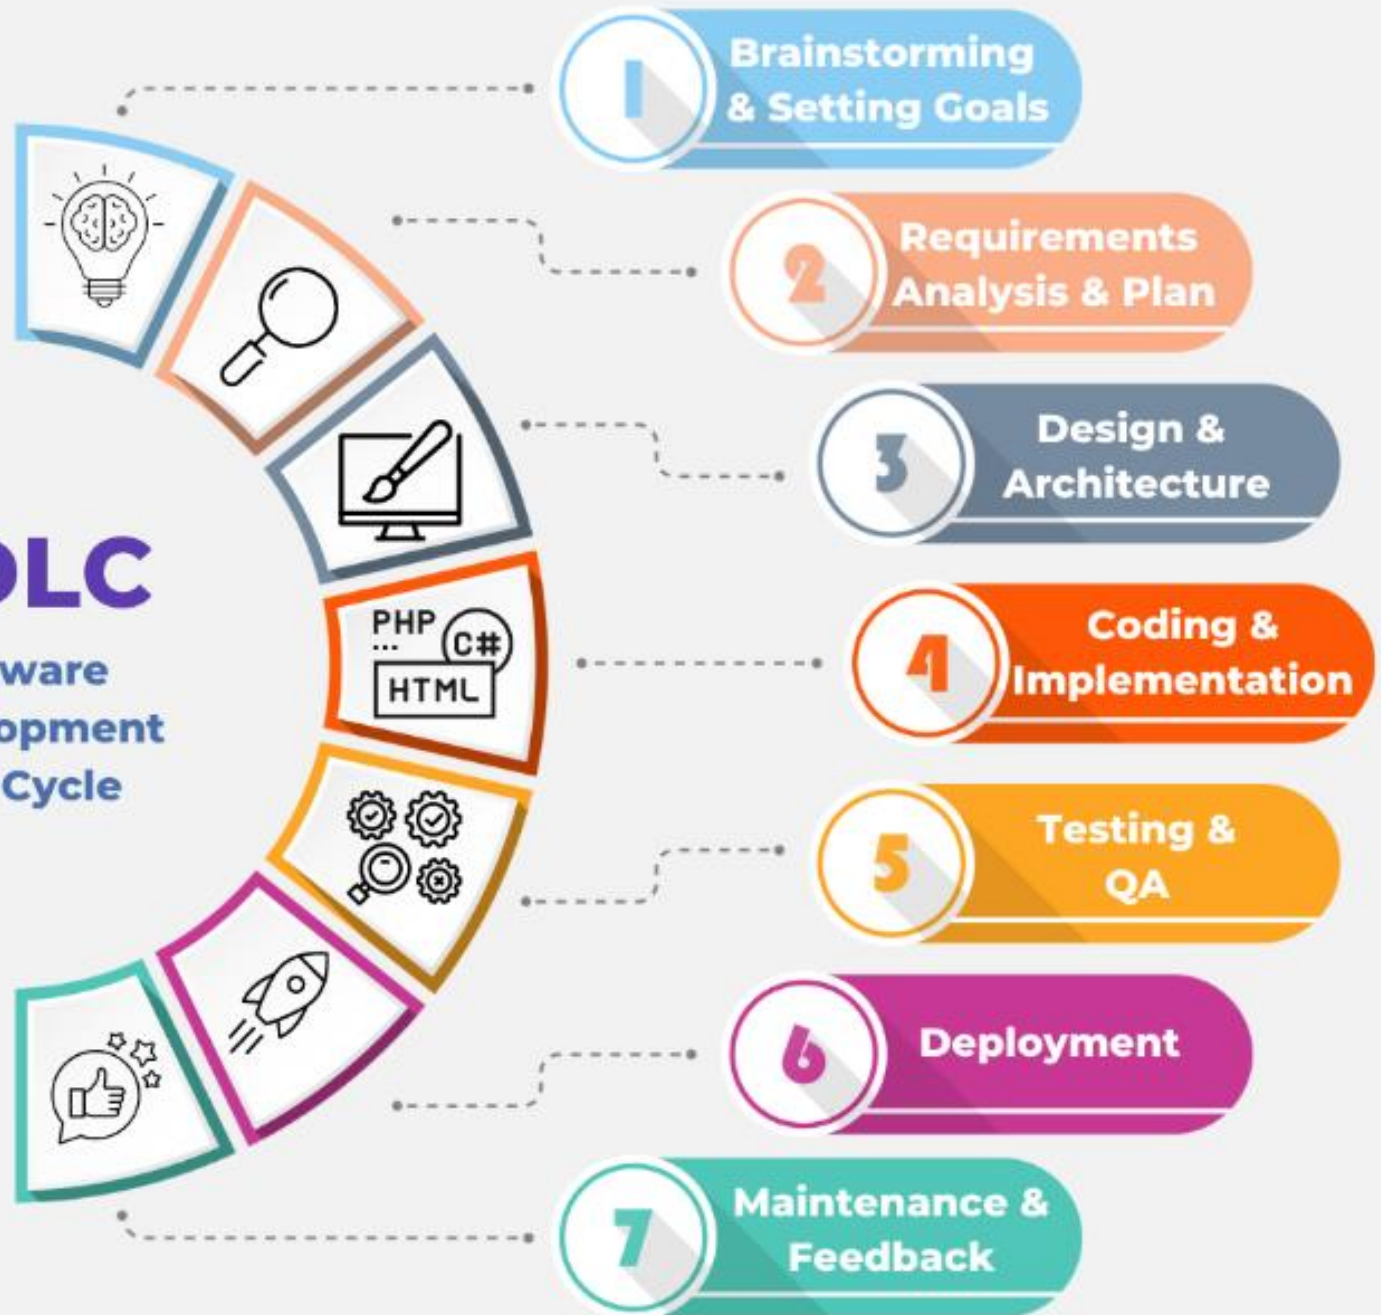 1
Brainstorming
& Setting Goals
2
Requirements
Analysis & Plan
3
Design &
Architecture
DLC
ware
opment
Cycle
PHP
...
C#
HTML
4
Coding &
Implementation
5
Testing &
QA
6
Deployment
7
Maintenance &
Feedback